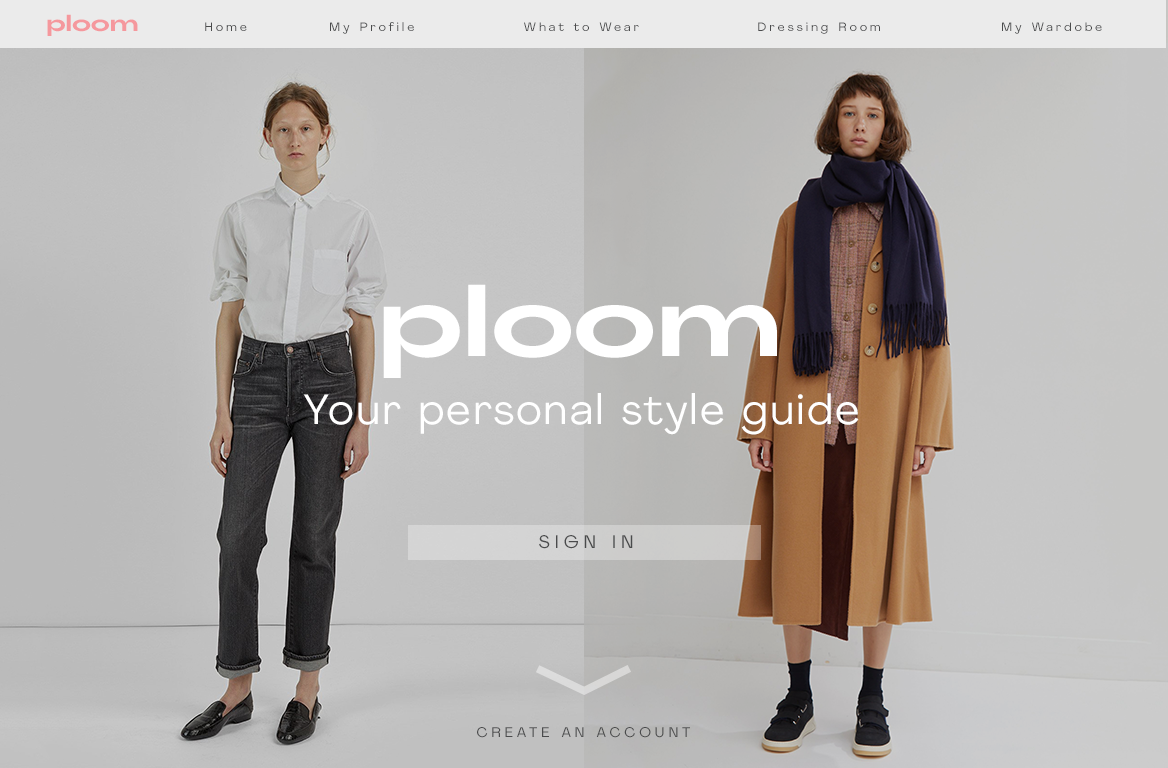 ploom
Home
My Profile
What to Wear
Dressing Room
My Wardobe
ploom
Your personal style guide
SIGN IN
CREATE AN ACCOUNT